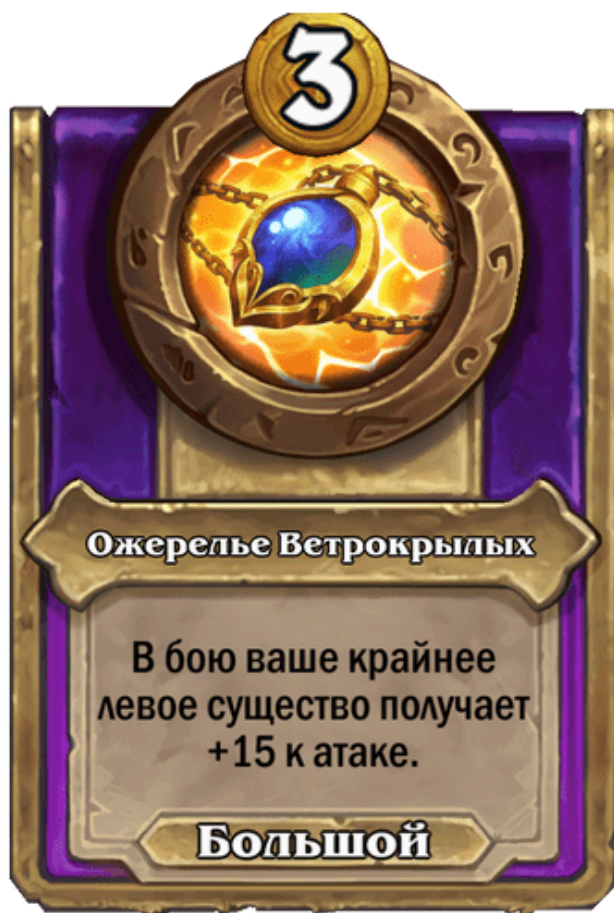 3
Ожерелье Ветрокрылых
В бою ваше крайнее
левое существо получает
+15 к атаке.
Большой